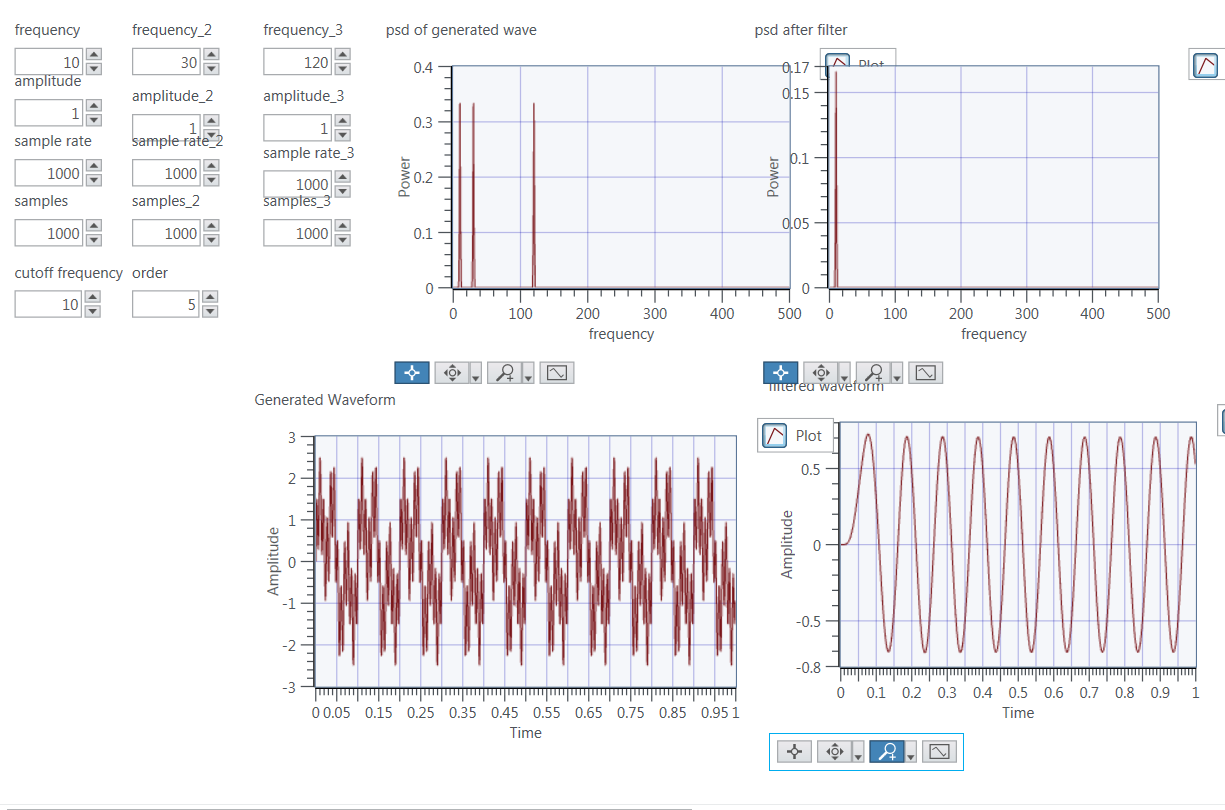 frequency frequency_2 frequency_3 psd of generated wave psd after filter
10 30 120 Plot
amplitude amplitude_2 amplitude_3
1 1 1
sample rate sample rate_2 sample rate_3
1000 1000 1000
samples samples_2 samples_3
1000 1000 1000
cutoff frequency order
10 5
0.4
0.3
0.2
0.1
0
Power
0 100 200 300 400 500
frequency
0.17
0.15
0.1
0.05
0
Power
0 100 200 300 400 500
frequency
Generated Waveform
3
2
1
0
-1
-2
-3
Amplitude
0 0.05 0.15 0.25 0.35 0.45 0.55 0.65 0.75 0.85 0.95 1
Time
filtered waveform
Plot
0.5
0
-0.5
-0.8
Amplitude
0 0.1 0.2 0.3 0.4 0.5 0.6 0.7 0.8 0.9 1
Time